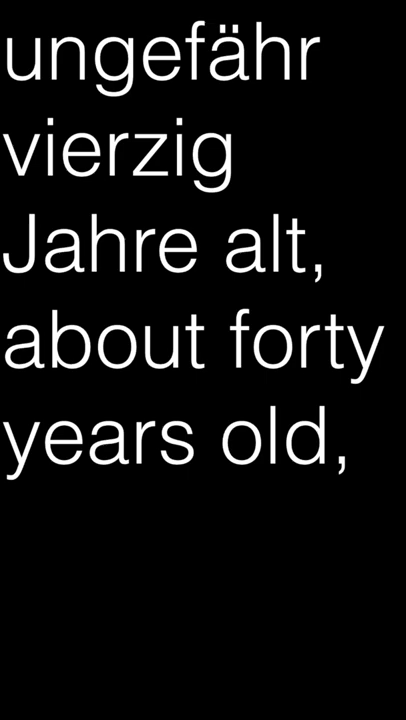 ungefähr
vierzig
Jahre alt,
about forty
years old,